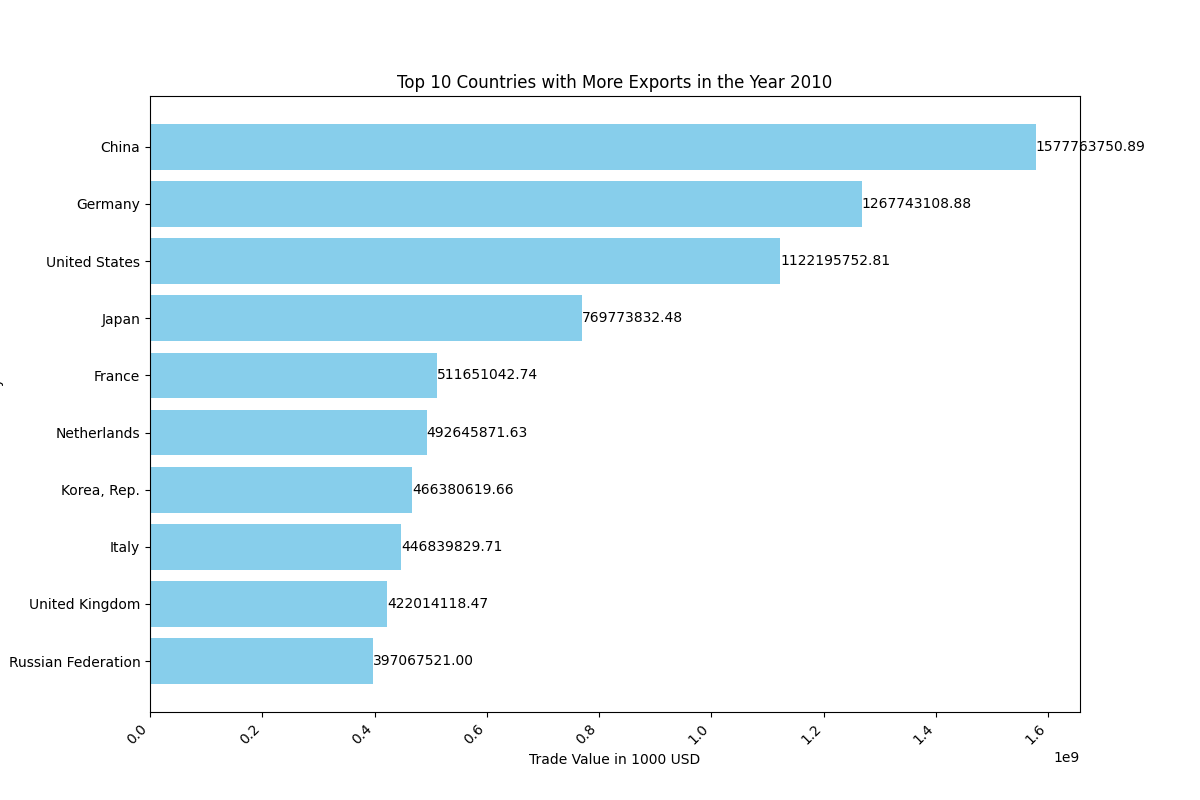 Top 10 Countries with More Exports in the Year 2010
China 1577763750.89
Germany 1267743108.88
United States 1122195752.81
Japan 769773832.48
France 511651042.74
Netherlands 492645871.63
Korea, Rep. 466380619.66
Italy 446839829.71
United Kingdom 422014118.47
Russian Federation 397067521.00
0.0 0.2 0.4 0.6 0.8 1.0 1.2 1.4 1.6
1e9
Trade Value in 1000 USD